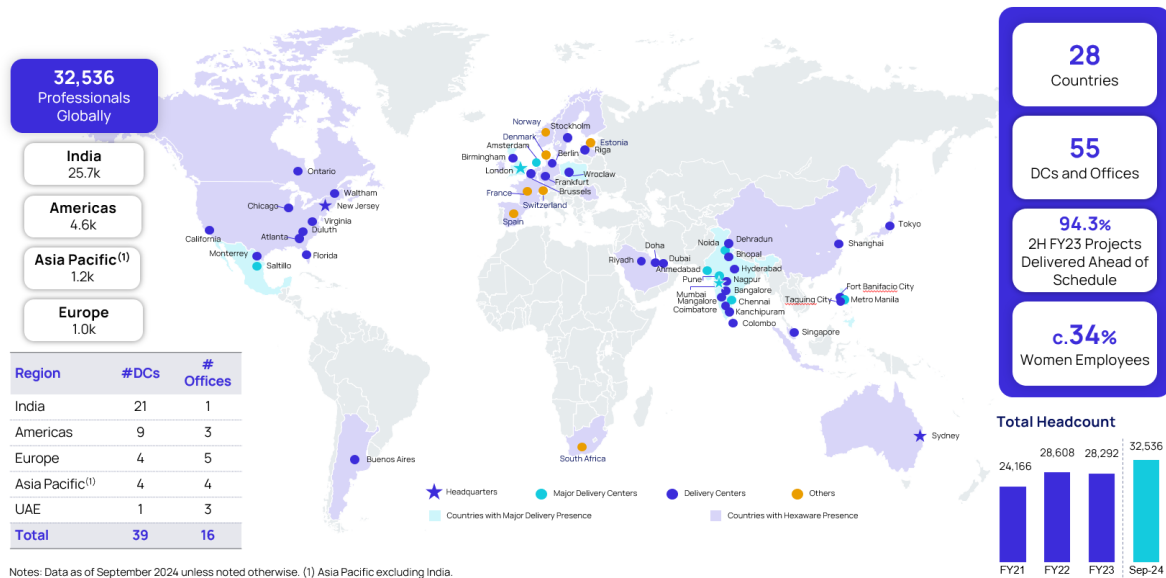 32,536
Professionals
Globally
India
25.7k
Americas
4.6k
Asia Pacific(1)
1.2k
Europe
1.0k
Region #DCs # Offices
India 21 1
Americas 9 3
Europe 4 5
Asia Pacific(1) 4 4
UAE 1 3
Total 39 16
Ontario
Waltham
Chicago
New Jersey
Virginia
Duluth
Atlanta
California
Florida
Monterrey
Saltillo
Buenos Aires
Norway
Stockholm
Denmark
Estonia
Amsterdam
Riga
Berlin
Birmingham
London
Wroclaw
Frankfurt
Brussels
France
Switzerland
Spain
Doha
Dubai
Riyadh
Noida
Dehradun
Bhopal
Ahmedabad
Hyderabad
Pune
Nagpur
Mumbai
Bangalore
Mangalore
Chennai
Coimbatore
Kanchipuram
Colombo
Tokyo
Shanghai
Fort Banifacio City
Taguing City
Metro Manila
Singapore
Sydney
South Africa
Headquarters
Major Delivery Centers
Delivery Centers
Others
Countries with Major Delivery Presence
Countries with Hexaware Presence
28
Countries
55
DCs and Offices
94.3%
2H FY23 Projects
Delivered Ahead of
Schedule
c.34%
Women Employees
Total Headcount
24,166 28,608 28,292 32,536
FY21 FY22 FY23 Sep-24
Notes: Data as of September 2024 unless noted otherwise. (1) Asia Pacific excluding India.